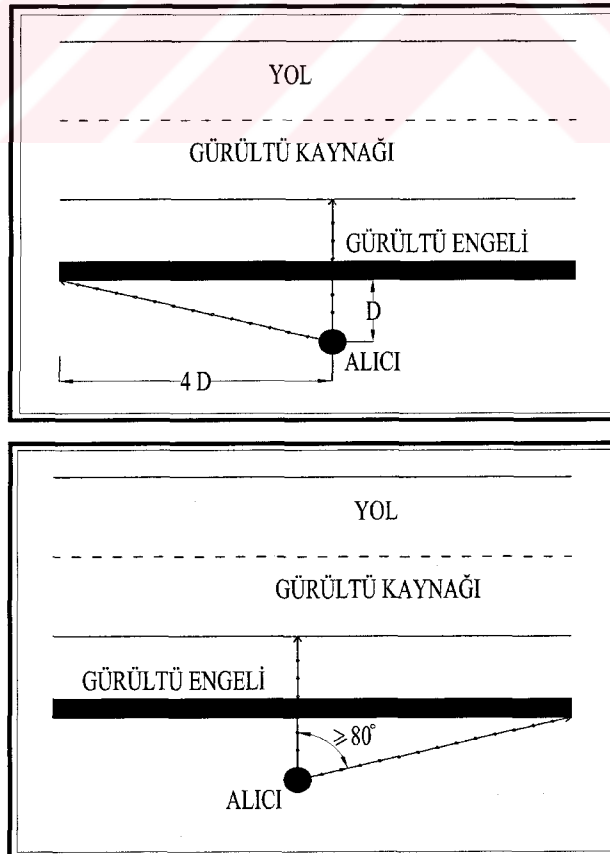 YOL
GÜRÜLTÜ KAYNAĞI
GÜRÜLTÜ ENGELİ
D
ALICI
4 D
YOL
GÜRÜLTÜ KAYNAĞI
GÜRÜLTÜ ENGELİ
≥ 80°
ALICI